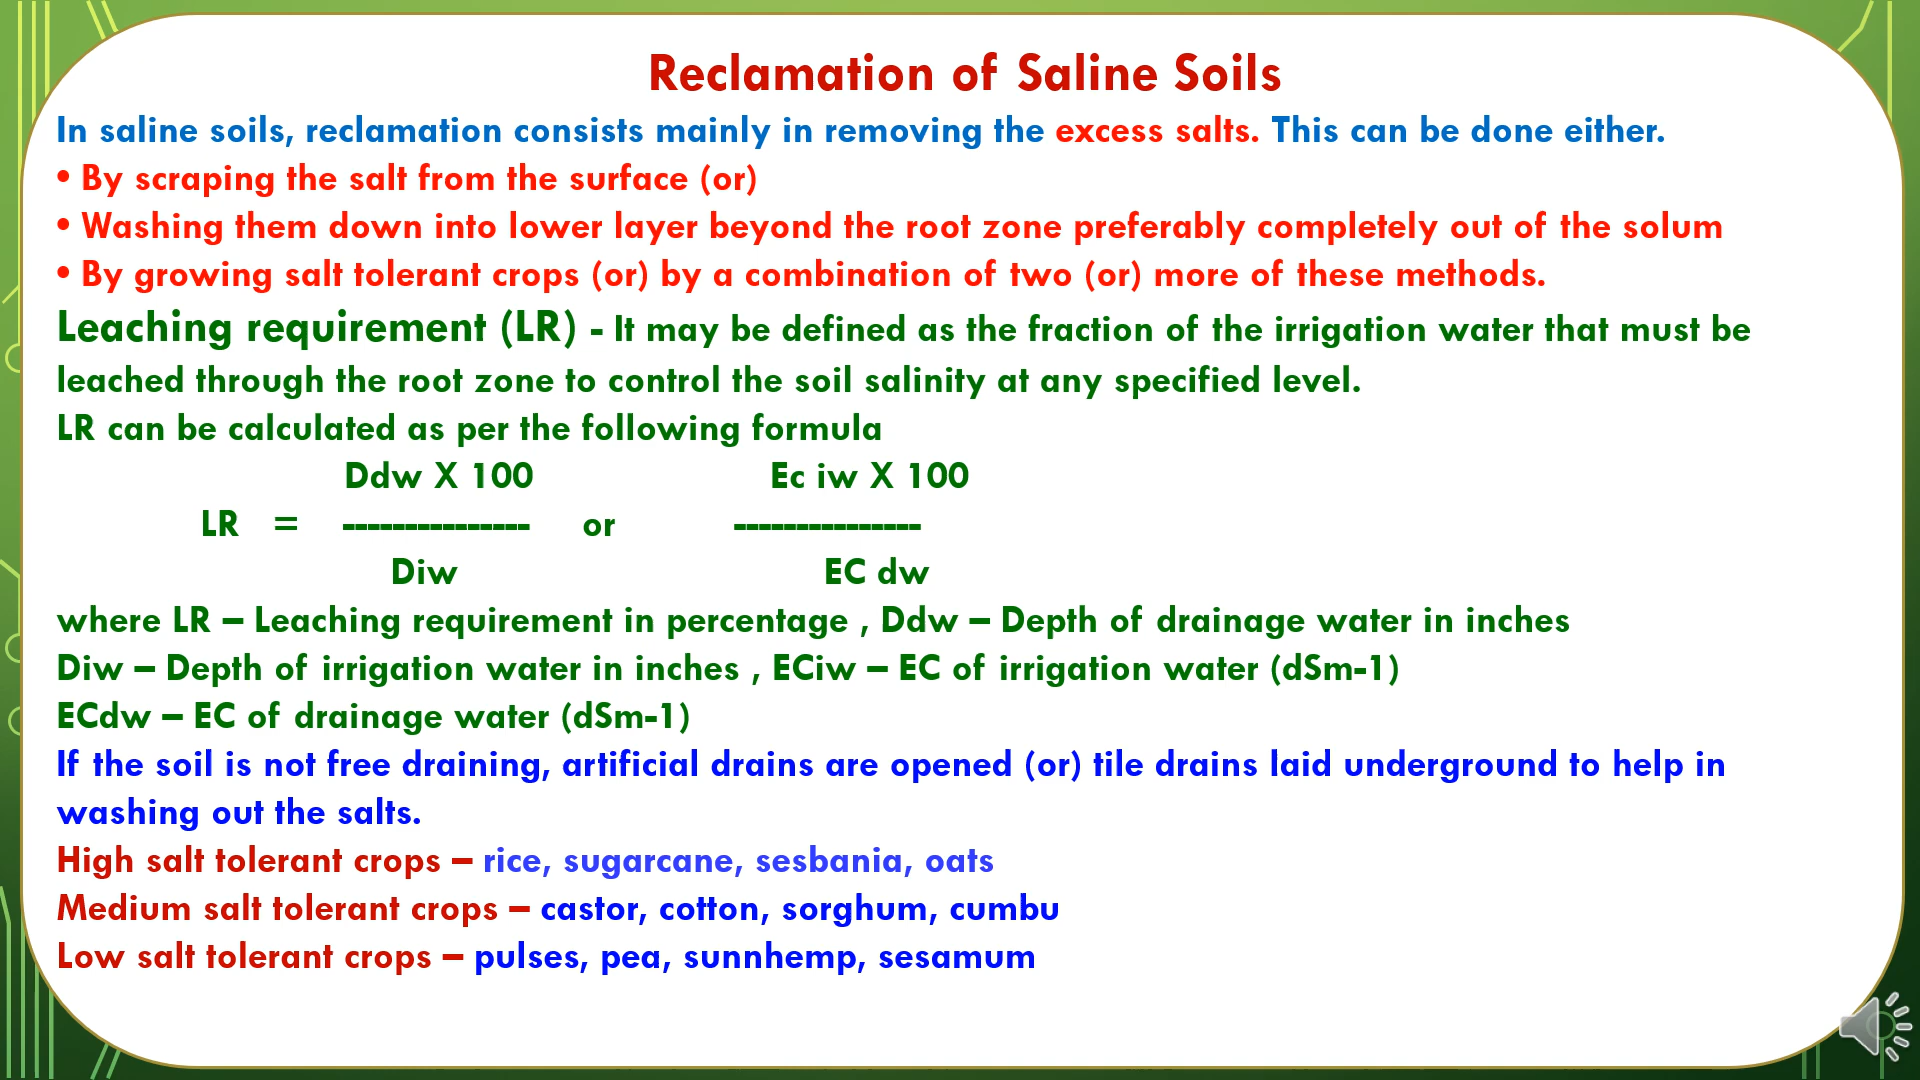 Reclamation of Saline Soils
In saline soils, reclamation consists mainly in removing the excess salts. This can be done either.
• By scraping the salt from the surface (or)
• Washing them down into lower layer beyond the root zone preferably completely out of the solum
• By growing salt tolerant crops (or) by a combination of two (or) more of these methods.
Leaching requirement (LR) - It may be defined as the fraction of the irrigation water that must be
leached through the root zone to control the soil salinity at any specified level.
LR can be calculated as per the following formula
Ddw X 100 Ec iw X 100
LR = --------------- or ---------------
Diw EC dw
where LR – Leaching requirement in percentage , Ddw – Depth of drainage water in inches
Diw – Depth of irrigation water in inches , ECiw – EC of irrigation water (dSm-1)
ECdw – EC of drainage water (dSm-1)
If the soil is not free draining, artificial drains are opened (or) tile drains laid underground to help in
washing out the salts.
High salt tolerant crops – rice, sugarcane, sesbania, oats
Medium salt tolerant crops – castor, cotton, sorghum, cumbu
Low salt tolerant crops – pulses, pea, sunnhemp, sesamum